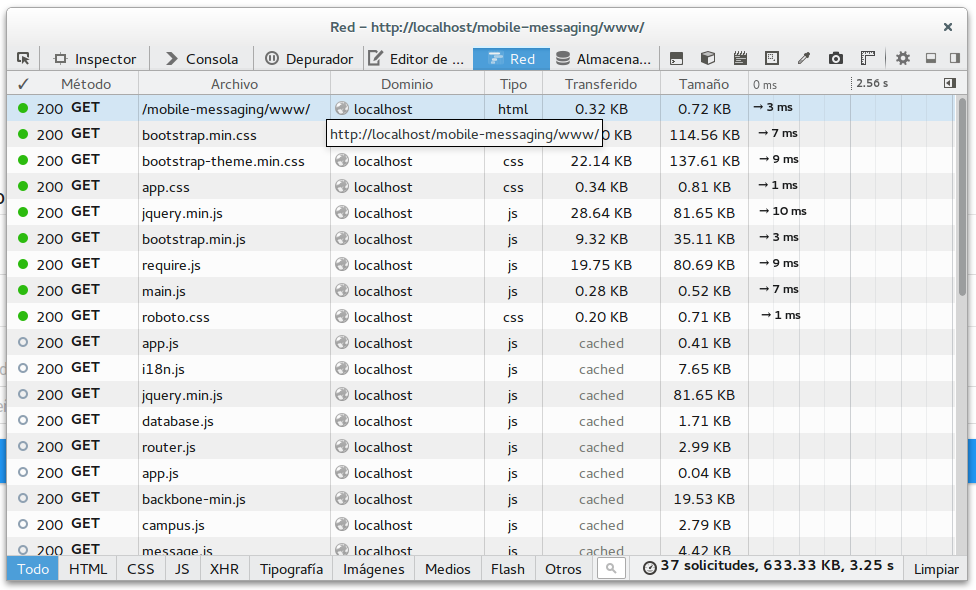 Red – http://localhost/mobile-messaging/www/
Inspector Consola Depurador Editor de ... Red Almacena...
✓ Método Archivo Dominio Tipo Transferido Tamaño 0 ms 2.56 s
200 GET /mobile-messaging/www/ localhost html 0.32 KB 0.72 KB → 3 ms
200 GET bootstrap.min.css 0 KB 114.56 KB → 7 ms
http://localhost/mobile-messaging/www/
200 GET bootstrap-theme.min.css localhost css 22.14 KB 137.61 KB → 9 ms
200 GET app.css localhost css 0.34 KB 0.81 KB → 1 ms
200 GET jquery.min.js localhost js 28.64 KB 81.65 KB → 10 ms
200 GET bootstrap.min.js localhost js 9.32 KB 35.11 KB → 3 ms
200 GET require.js localhost js 19.75 KB 80.69 KB → 9 ms
200 GET main.js localhost js 0.28 KB 0.52 KB → 7 ms
200 GET roboto.css localhost css 0.20 KB 0.71 KB → 1 ms
200 GET app.js localhost js cached 0.41 KB
200 GET i18n.js localhost js cached 7.65 KB
200 GET jquery.min.js localhost js cached 81.65 KB
200 GET database.js localhost js cached 1.71 KB
200 GET router.js localhost js cached 2.99 KB
200 GET app.js localhost js cached 0.04 KB
200 GET backbone-min.js localhost js cached 19.53 KB
200 GET campus.js localhost js cached 2.79 KB
200 GET message.js localhost js cached 4.42 KB
Todo HTML CSS JS XHR Tipografía Imágenes Medios Flash Otros 37 solicitudes, 633.33 KB, 3.25 s Limpiar